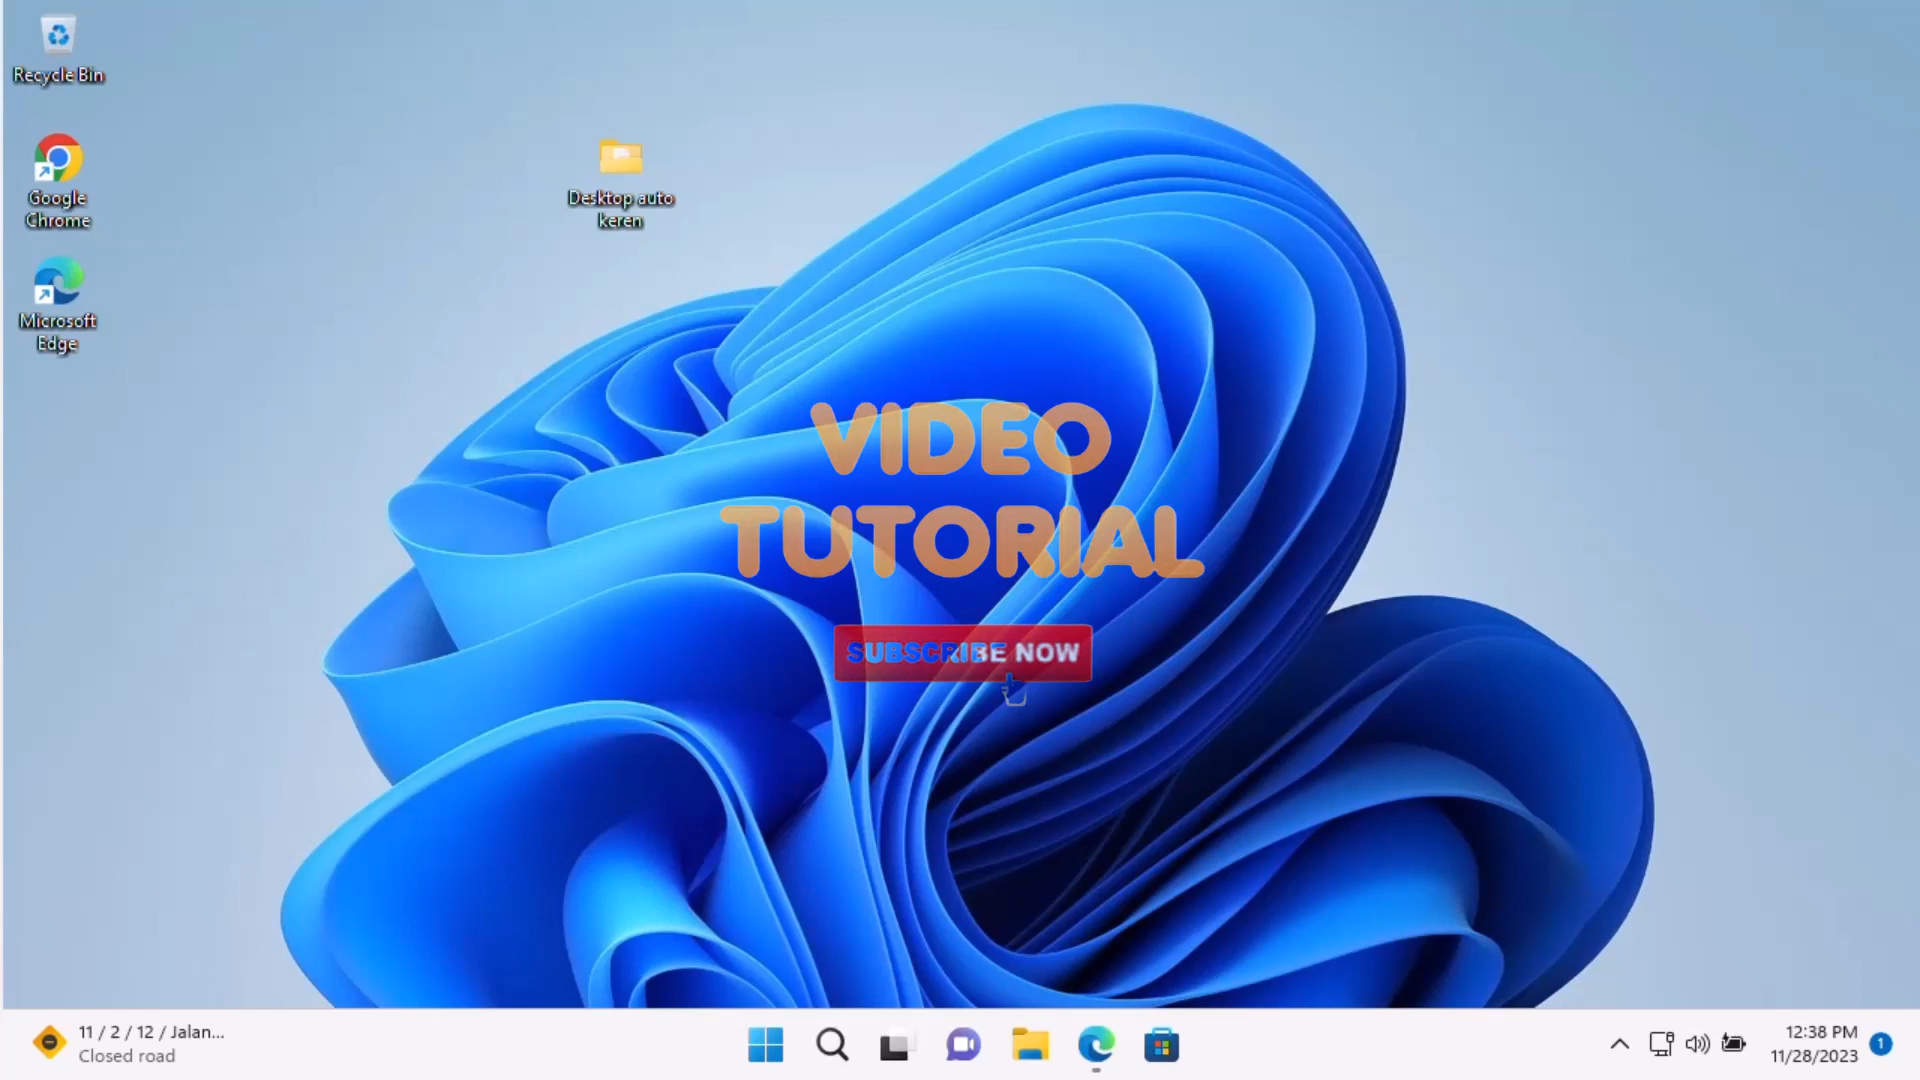 Recycle Bin
Google
Chrome
Microsoft
Edge
Desktop auto
keren
VIDEO
TUTORIAL
SUBSCRIBE NOW
11 / 2 / 12 / Jalan...
Closed road
12:38 PM
11/28/2023
1